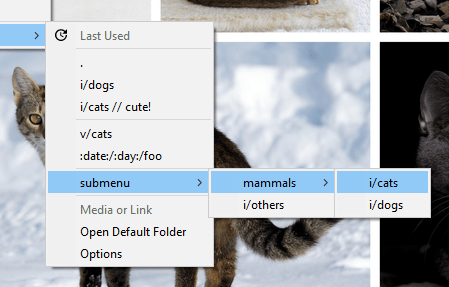 Last Used
.
i/dogs
i/cats // cute!
v/cats
:date:/:day:/foo
submenu
mammals
i/cats
i/others
i/dogs
Media or Link
Open Default Folder
Options